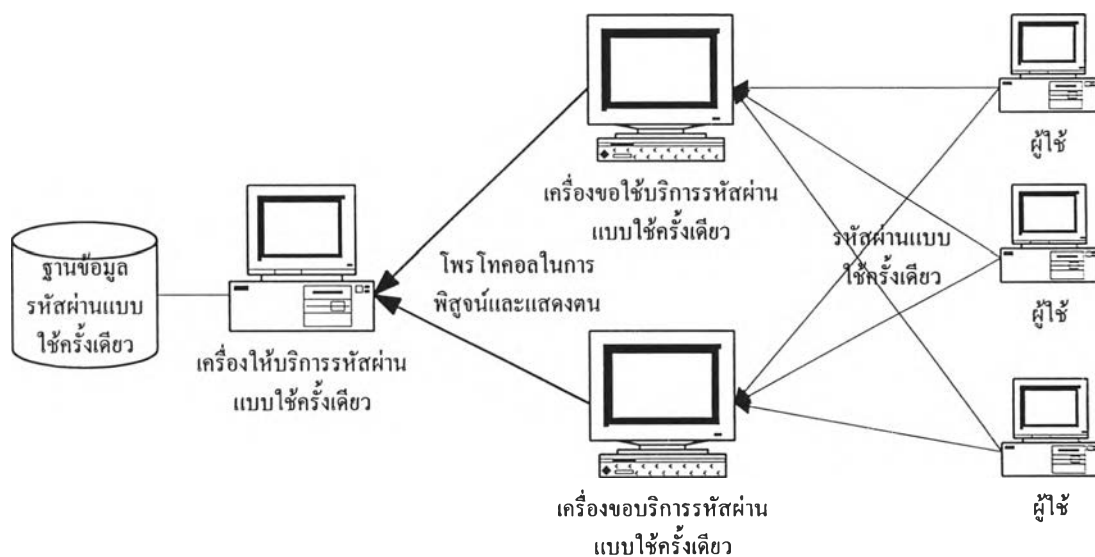 ฐานข้อมูล
รหัสผ่านแบบ
ใช้ครั้งเดียว
เครื่องให้บริการรหัสผ่าน
แบบใช้ครั้งเดียว
โพรโทคอลในการ
พิสูจน์และแสดงตน
เครื่องขอใช้บริการรหัสผ่าน
แบบใช้ครั้งเดียว
เครื่องขอบริการรหัสผ่าน
แบบใช้ครั้งเดียว
รหัสผ่านแบบ
ใช้ครั้งเดียว
ผู้ใช้
ผู้ใช้
ผู้ใช้